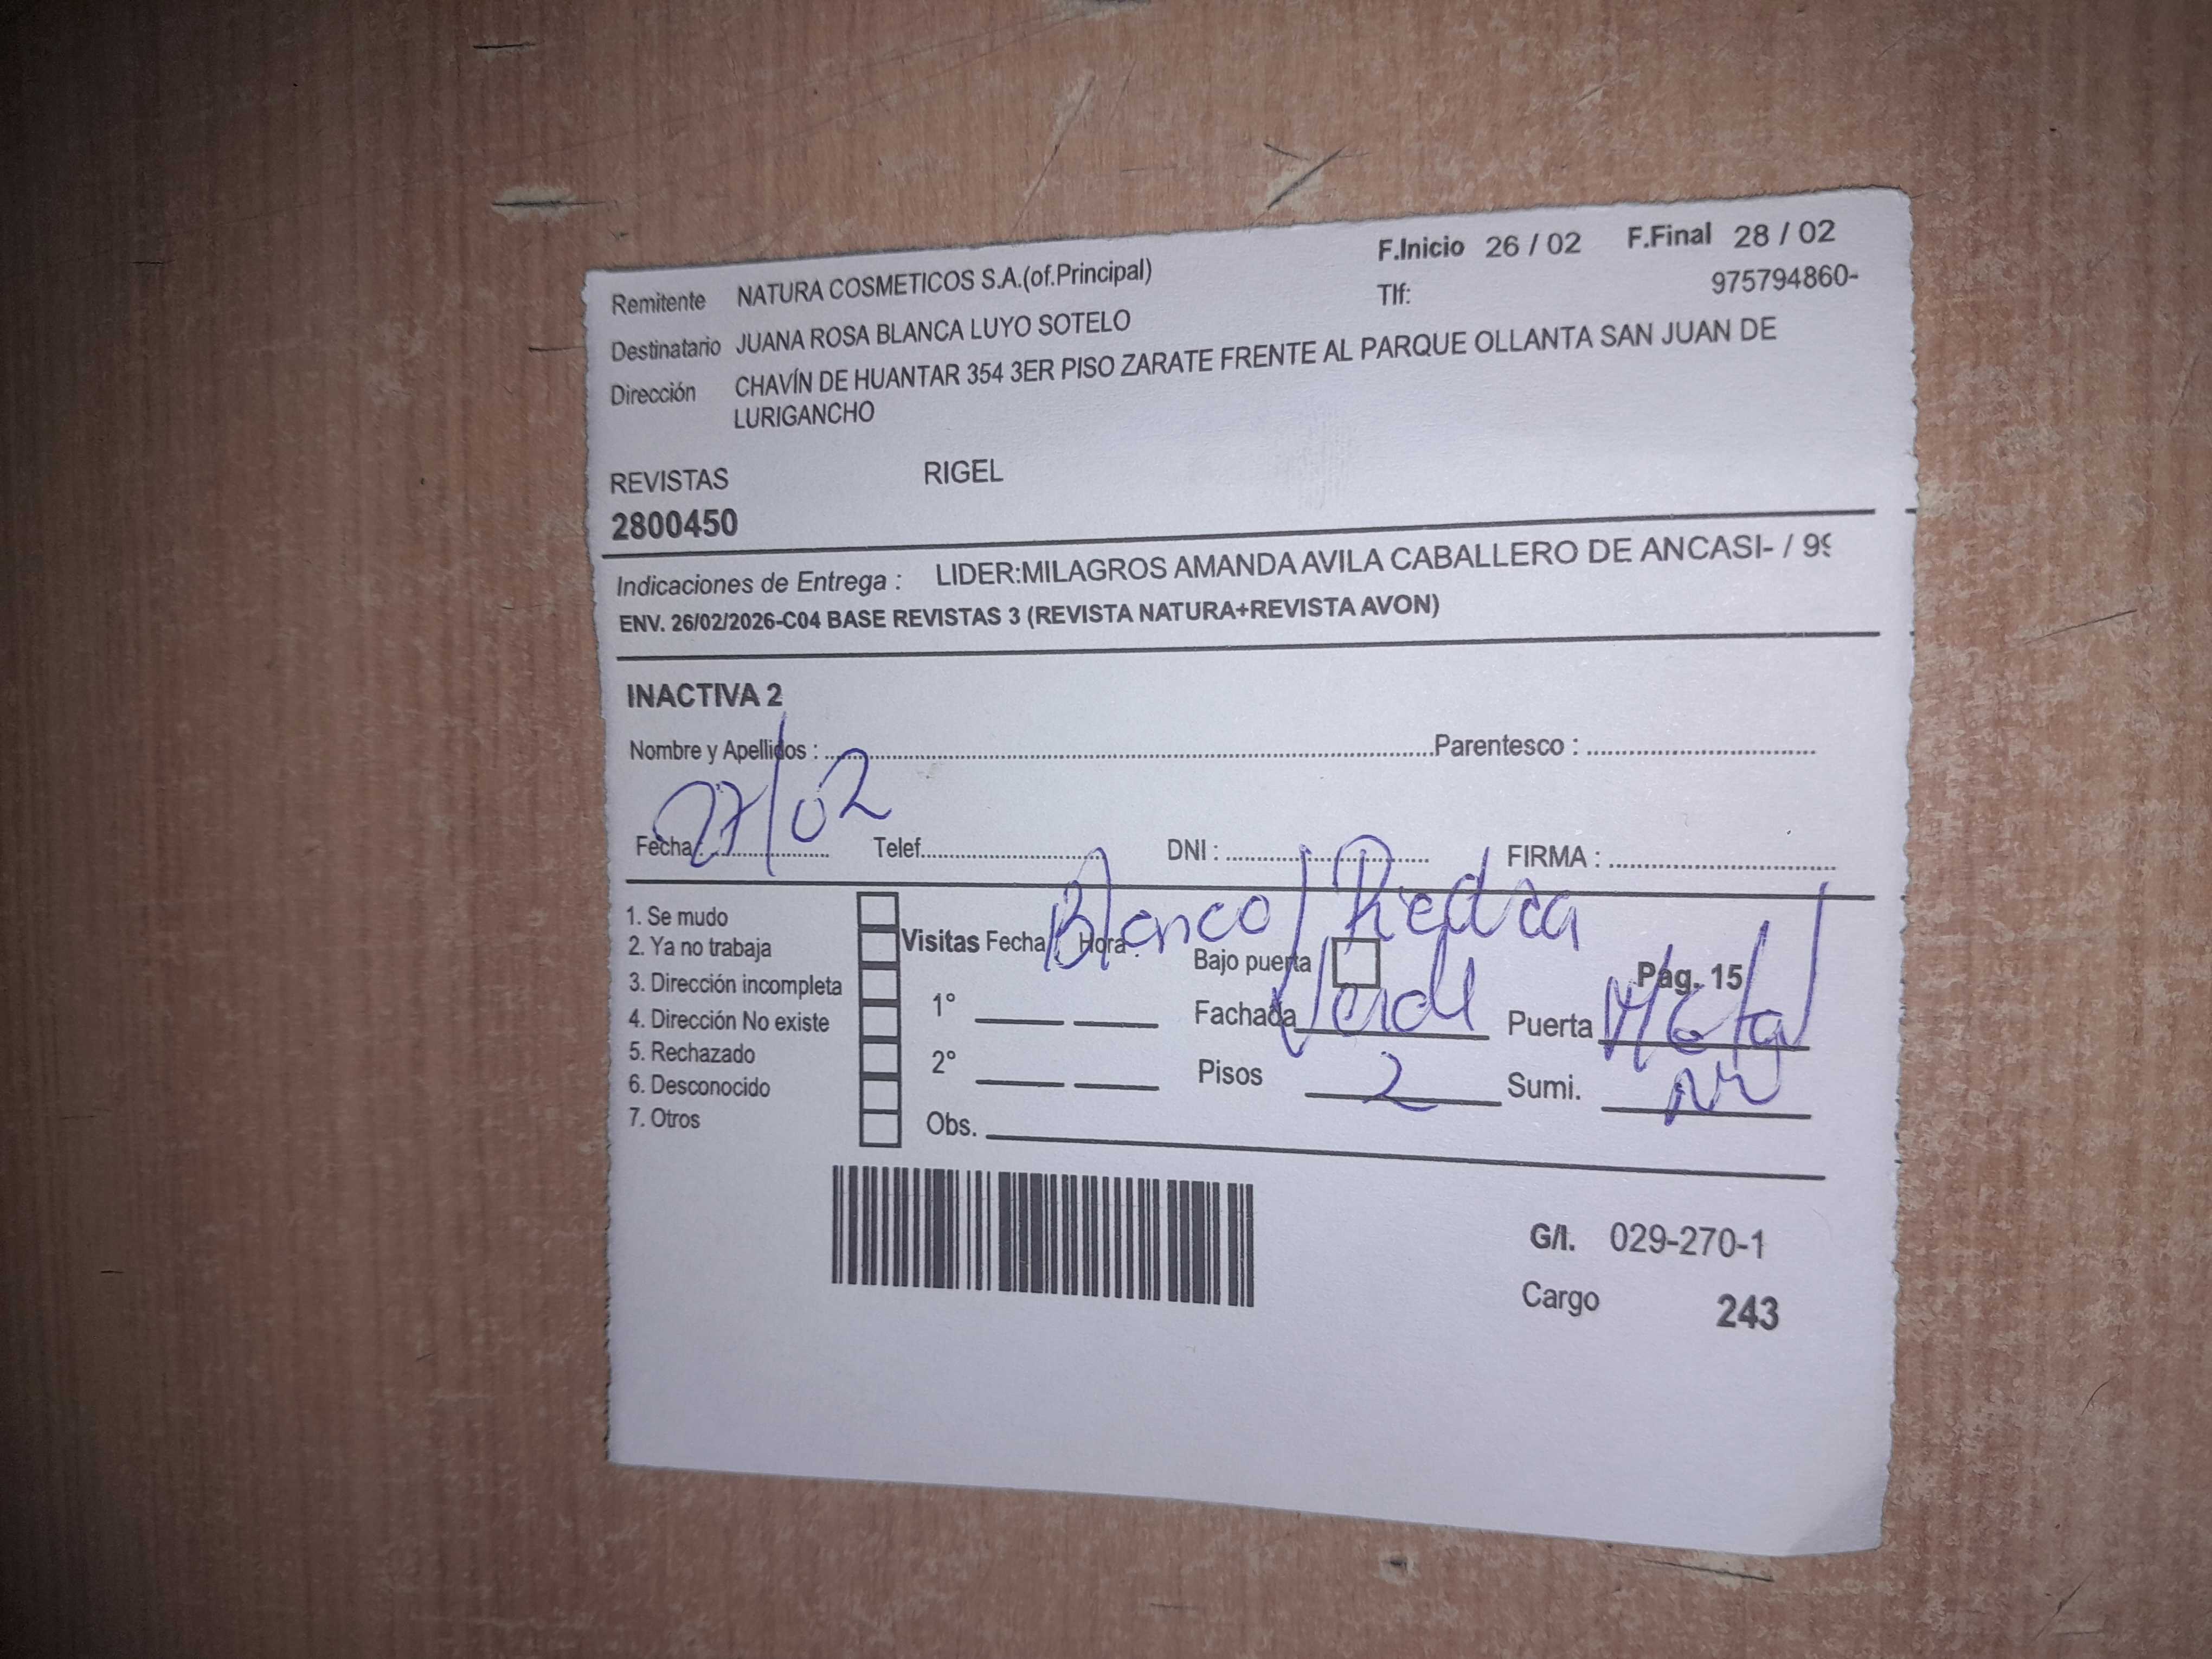 F.Inicio 26 / 02 F.Final 28 / 02
Remitente NATURA COSMETICOS S.A.(of.Principal) Tlf: 975794860-
Destinatario JUANA ROSA BLANCA LUYO SOTELO
Dirección CHAVÍN DE HUANTAR 354 3ER PISO ZARATE FRENTE AL PARQUE OLLANTA SAN JUAN DE
LURIGANCHO
REVISTAS RIGEL
2800450
Indicaciones de Entrega : LIDER:MILAGROS AMANDA AVILA CABALLERO DE ANCASI- / 99
ENV. 26/02/2026-C04 BASE REVISTAS 3 (REVISTA NATURA+REVISTA AVON)
INACTIVA 2
Nombre y Apellidos : Parentesco :
27/02
Fecha : Telef. DNI : FIRMA :
Blanco/Piedra
1. Se mudo
2. Ya no trabaja
3. Dirección incompleta
4. Dirección No existe
5. Rechazado
6. Desconocido
7. Otros
Visitas Fecha Hora :
1°
2°
Obs.
Bajo puerta Pag. 15
Fachada Verde Puerta Metal
Pisos 2 Sumi.
G/I. 029-270-1
Cargo 243